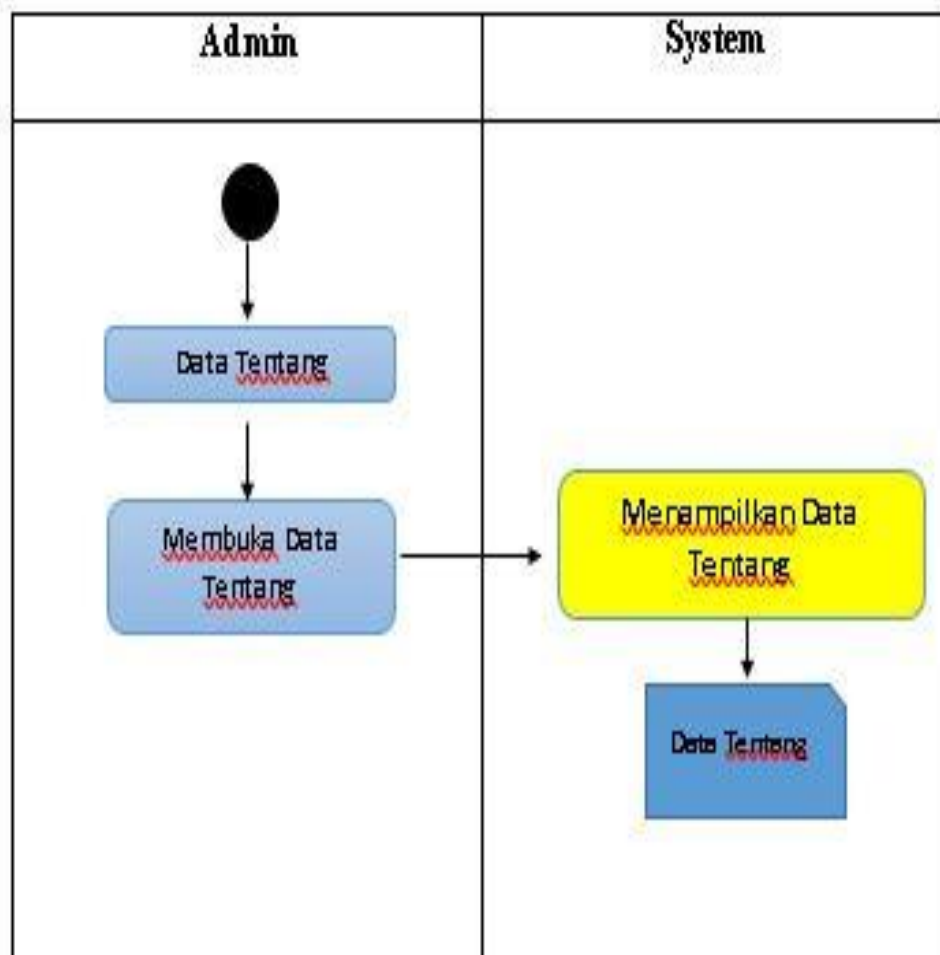 Admin
System
Data Tentang
Membuka Data
Tentang
Menampilkan Data
Tentang
Data Tentang